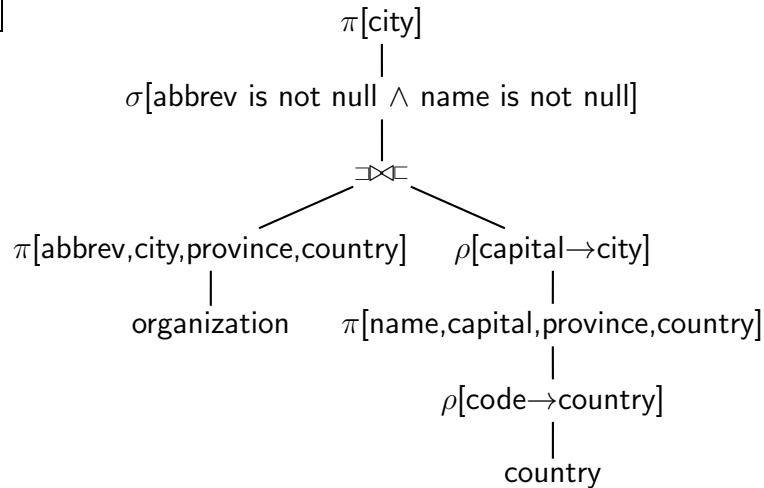 π[city]
σ[abbrev is not null ∧ name is not null]
⟗
π[abbrev,city,province,country] ρ[capital→city]
organization π[name,capital,province,country]
ρ[code→country]
country